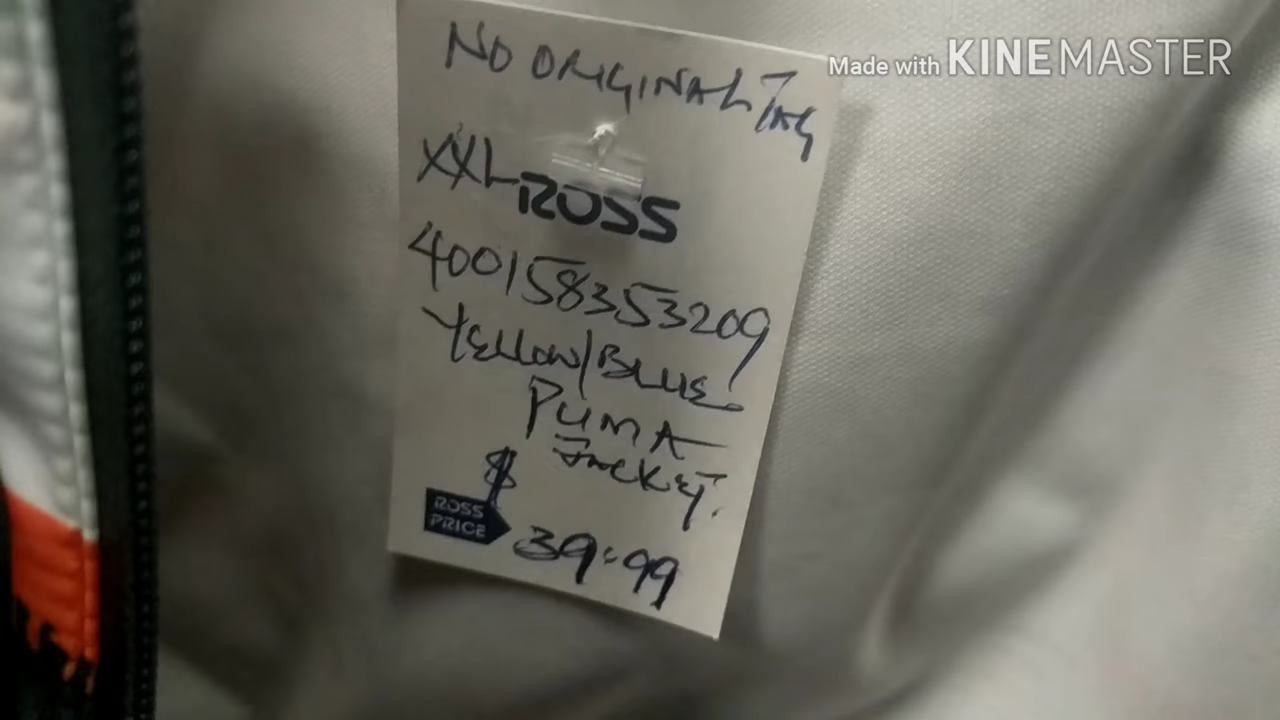 Made with KINEMASTER
NO ORIGINAL TAG
XXL ROSS
400158353209
YELLOW/BLUE
PUMA
JACKET.
$
ROSS
PRICE
39.99